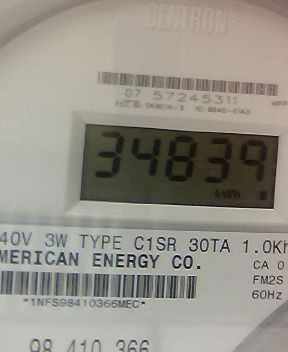 CENTRON®
07 57245311
34839
kWh
40V 3W TYPE C1SR 30TA 1.0Kh
MERICAN ENERGY CO.
CA 0
FM2S
60Hz
*1NFS98410366MEC*
98 410 366